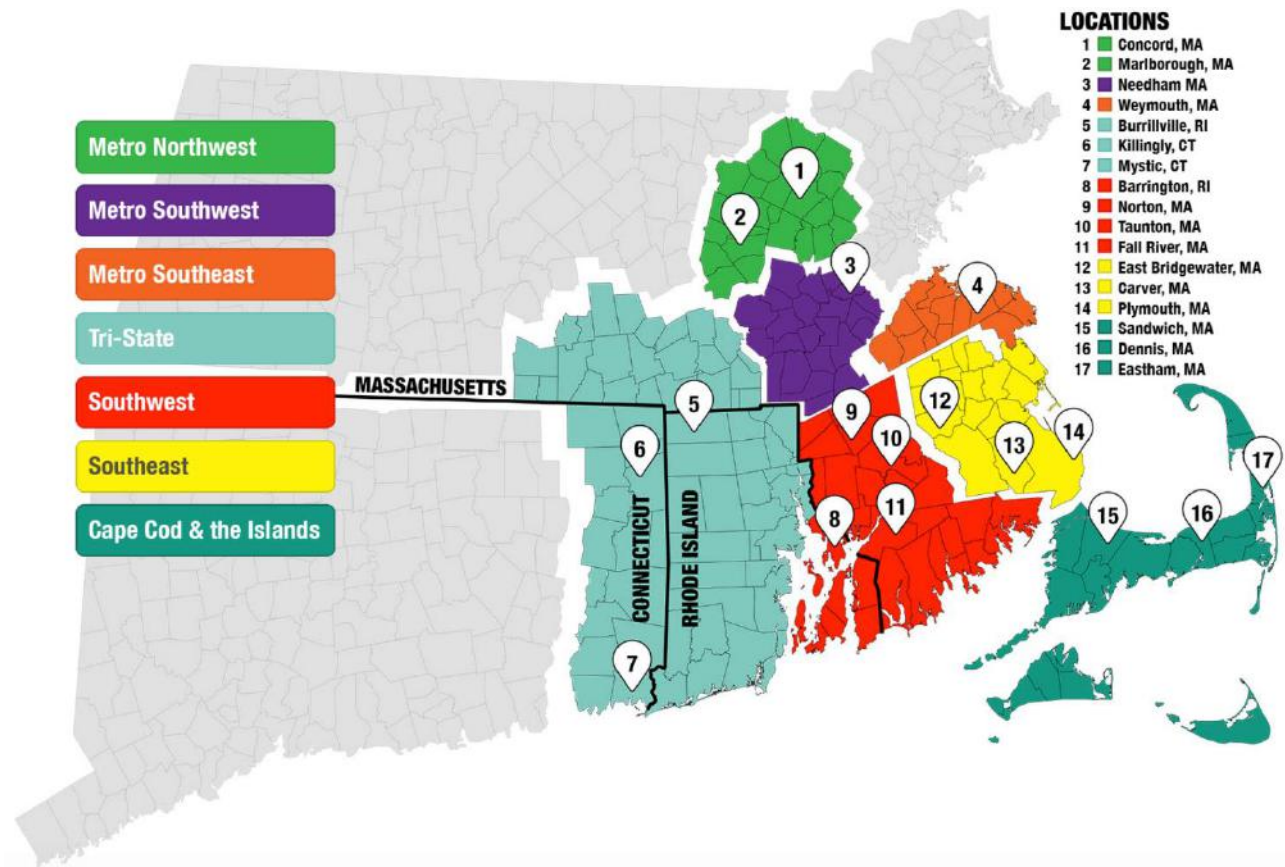 LOCATIONS
1 Concord, MA
2 Marlborough, MA
3 Needham MA
4 Weymouth, MA
5 Burrillville, RI
6 Killingly, CT
7 Mystic, CT
8 Barrington, RI
9 Norton, MA
10 Taunton, MA
11 Fall River, MA
12 East Bridgewater, MA
13 Carver, MA
14 Plymouth, MA
15 Sandwich, MA
16 Dennis, MA
17 Eastham, MA
Metro Northwest
Metro Southwest
Metro Southeast
Tri-State
Southwest
Southeast
Cape Cod & the Islands
MASSACHUSETTS
CONNECTICUT
RHODE ISLAND
1
2
3
4
5
6
7
8
9
10
11
12
13
14
15
16
17